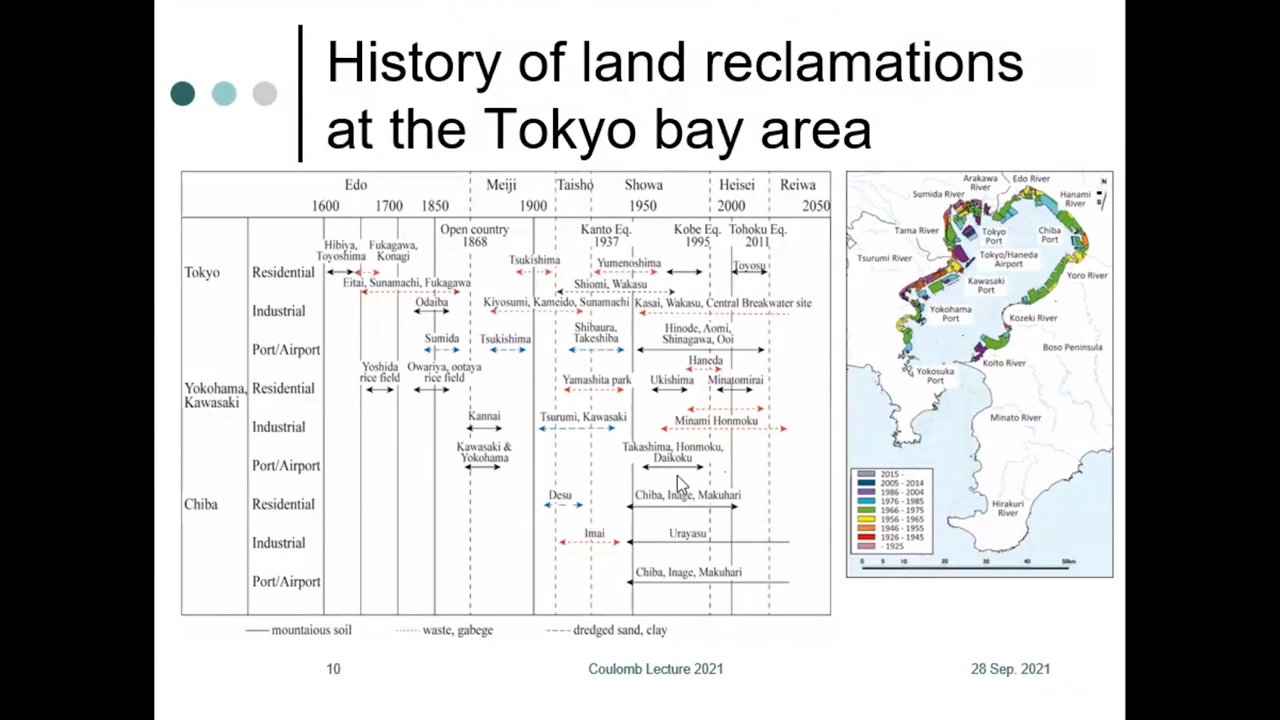 History of land reclamations
at the Tokyo bay area
Edo Meiji Taisho Showa Heisei Reiwa
1600 1700 1850 1900 1950 2000 2050
Open country
1868
Kanto Eq.
1937
Kobe Eq.
1995
Tohoku Eq.
2011
Tokyo
Residential
Hibiya,
Toyoshima
Fukagawa,
Konagi
Tsukishima
Yumenoshima
Toyosu
Eitai, Sunamachi, Fukagawa
Shiomi, Wakasu
Industrial
Odaiba
Kiyosumi, Kameido, Sunamachi
Kasai, Wakasu, Central Breakwater site
Port/Airport
Sumida
Tsukishima
Shibaura,
Takeshiba
Hinode, Aomi,
Shinagawa, Ooi
Haneda
Yokohama,
Kawasaki
Residential
Yoshida
rice field
Owariya, ootaya
rice field
Yamashita park
Ukishima
Minatomirai
Industrial
Kannai
Tsurumi, Kawasaki
Minami Honmoku
Port/Airport
Kawasaki &
Yokohama
Takashima, Honmoku,
Daikoku
Chiba
Residential
Desu
Chiba, Inage, Makuhari
Industrial
Imai
Urayasu
Port/Airport
Chiba, Inage, Makuhari
mountaious soil
waste, gabege
dredged sand, clay
Arakawa
River
Edo River
Sumida River
Hanami
River
N
Tama River
Tokyo
Port
Chiba
Port
Tsurumi River
Tokyo/Haneda
Airport
Yoro River
Kawasaki
Port
Yokohama
Port
Kozeki River
Boso Peninsula
Koito River
Yokosuka
Port
Minato River
Hirakuri
River
2015 -
2005 - 2014
1986 - 2004
1976 - 1985
1966 - 1975
1956 - 1965
1946 - 1955
1926 - 1945
- 1925
0 5 10 20 30 40 50km
10
Coulomb Lecture 2021
28 Sep. 2021